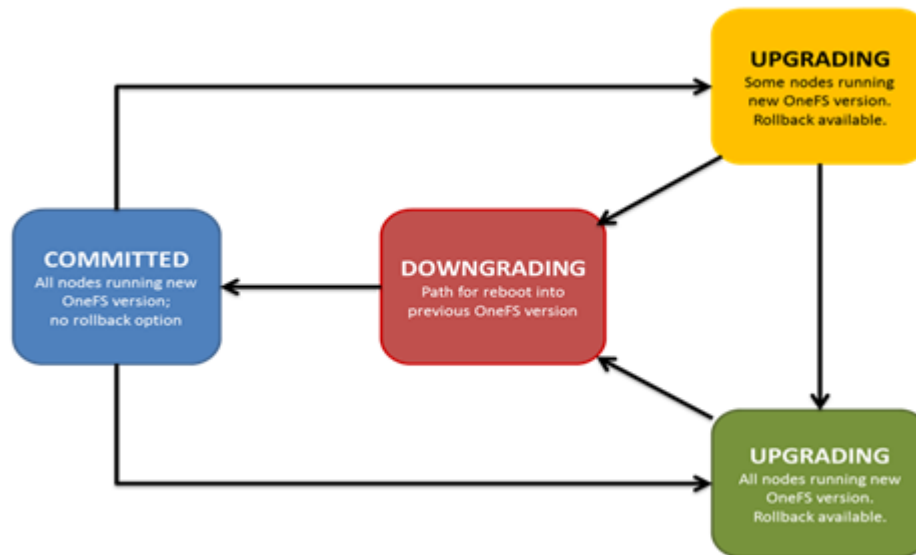 UPGRADING
Some nodes running
new OneFS version.
Rollback available.
COMMITTED
All nodes running new
OneFS version;
no rollback option
DOWNGRADING
Path for reboot into
previous OneFS version
UPGRADING
All nodes running new
OneFS version.
Rollback available.